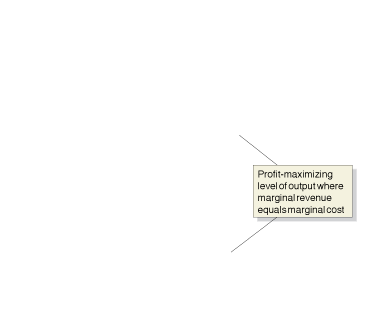 Profit-maximizing
level of output where
marginal revenue
equals marginal cost